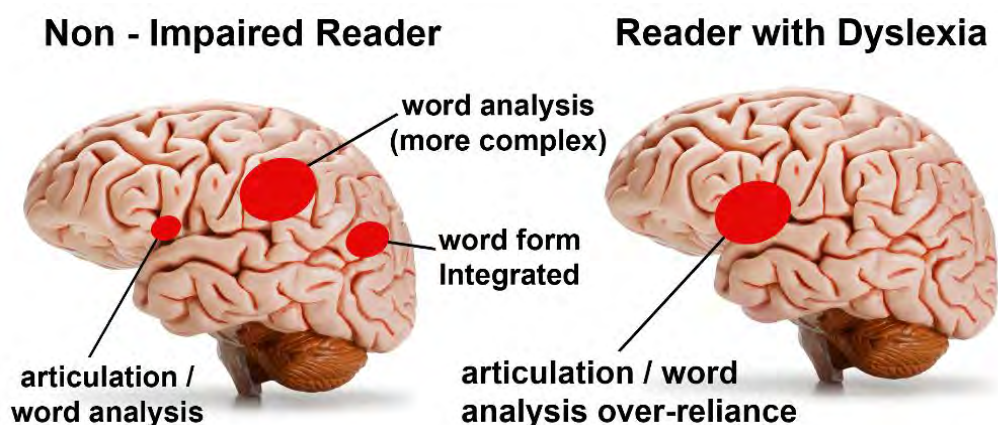 Non - Impaired Reader
Reader with Dyslexia
word analysis
(more complex)
word form
Integrated
articulation /
word analysis
articulation / word
analysis over-reliance